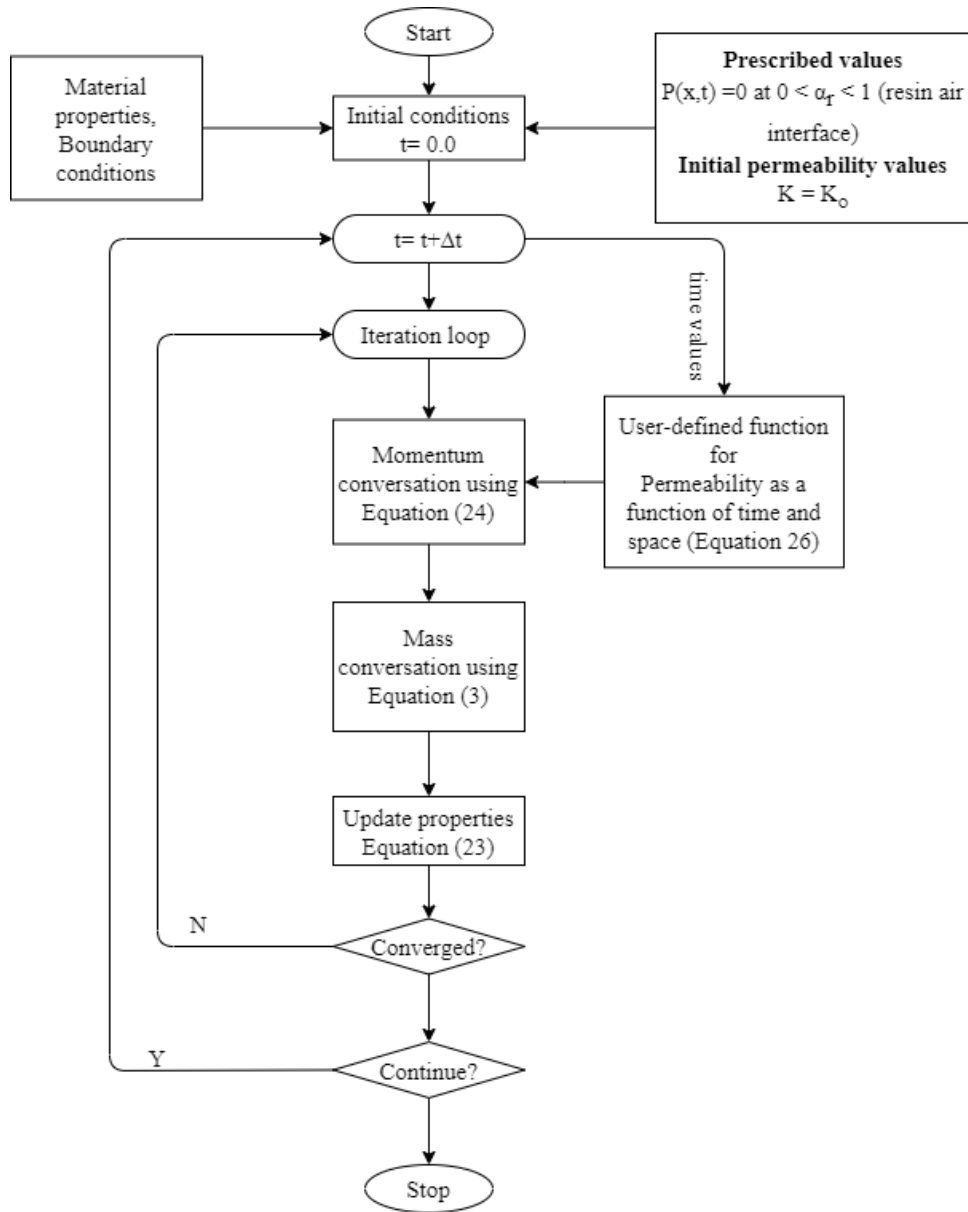 Start
Material
properties,
Boundary
conditions
Initial conditions
t= 0.0
Prescribed values
P(x,t) =0 at 0 < αr < 1 (resin air
interface)
Initial permeability values
K = Ko
t= t+Δt
time values
Iteration loop
Momentum
conversation using
Equation (24)
User-defined function
for
Permeability as a
function of time and
space (Equation 26)
Mass
conversation using
Equation (3)
Update properties
Equation (23)
N
Converged?
Y
Continue?
Stop